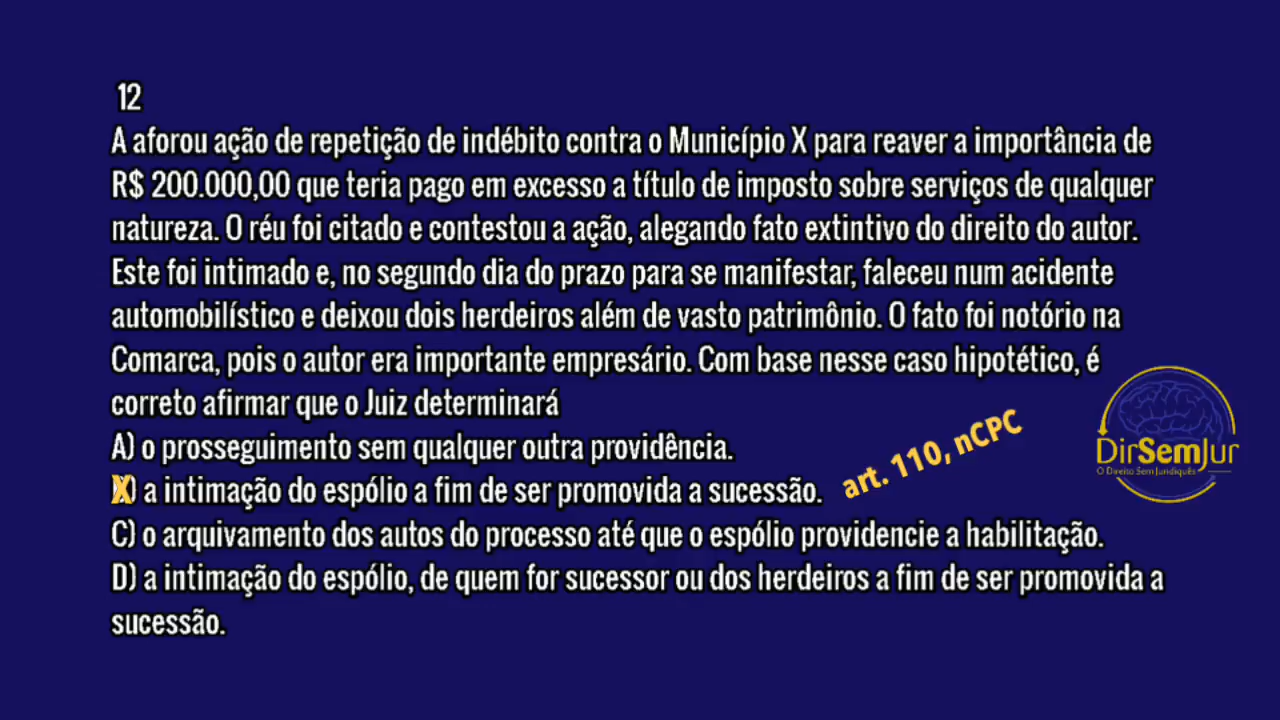 12
A aforou ação de repetição de indébito contra o Município X para reaver a importância de
R$ 200.000,00 que teria pago em excesso a título de imposto sobre serviços de qualquer
natureza. O réu foi citado e contestou a ação, alegando fato extintivo do direito do autor.
Este foi intimado e, no segundo dia do prazo para se manifestar, faleceu num acidente
automobilístico e deixou dois herdeiros além de vasto patrimônio. O fato foi notório na
Comarca, pois o autor era importante empresário. Com base nesse caso hipotético, é
correto afirmar que o Juiz determinará
A) o prosseguimento sem qualquer outra providência.
X) a intimação do espólio a fim de ser promovida a sucessão.
art. 110, nCPC
C) o arquivamento dos autos do processo até que o espólio providencie a habilitação.
D) a intimação do espólio, de quem for sucessor ou dos herdeiros a fim de ser promovida a
sucessão.
DirSemJur
O Direito Sem Juridiquês